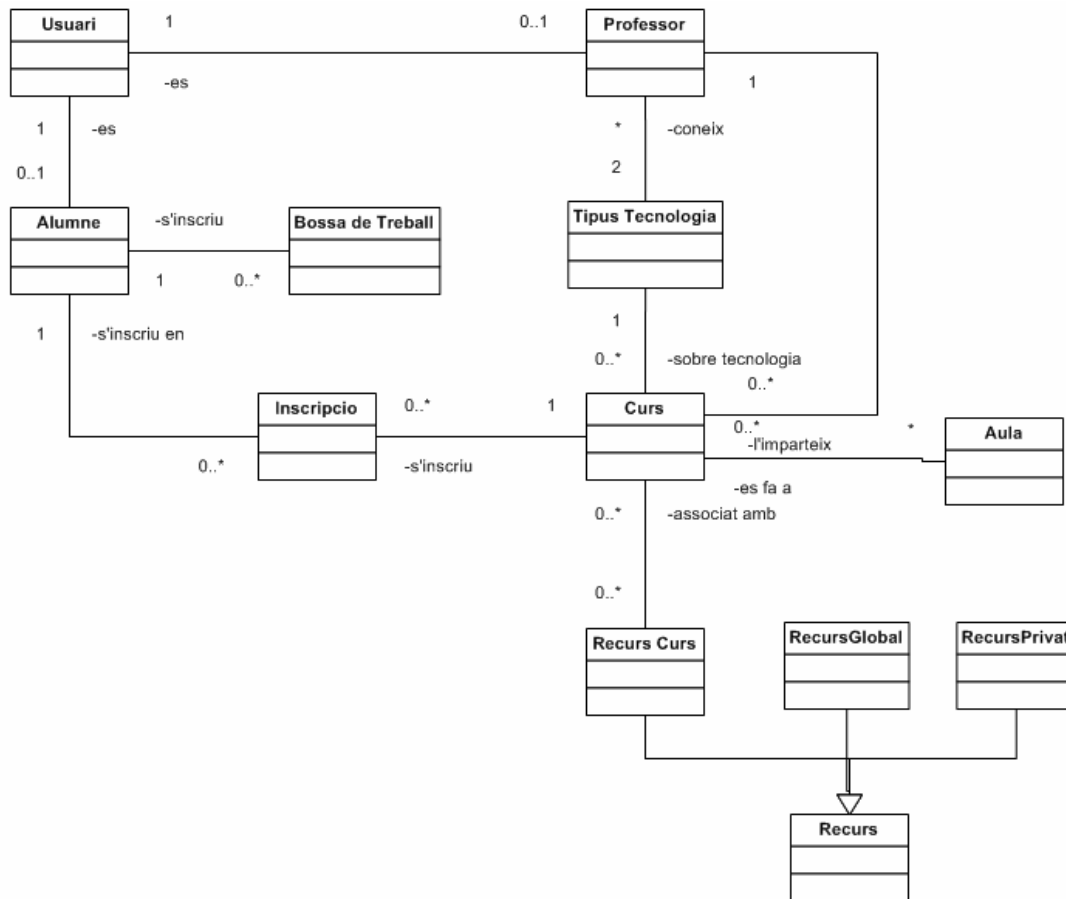 Usuari
1
0..1
Professor
-es
1
1
-es
*
-coneix
0..1
2
Alumne
-s'inscriu
Bossa de Treball
Tipus Tecnologia
1
0..*
1
1
-s'inscriu en
0..*
-sobre tecnologia
0..*
Inscripcio
0..*
1
Curs
0..*
*
Aula
-l'imparteix
0..*
-s'inscriu
-es fa a
0..*
-associat amb
0..*
Recurs Curs
RecursGlobal
RecursPrivat
Recurs